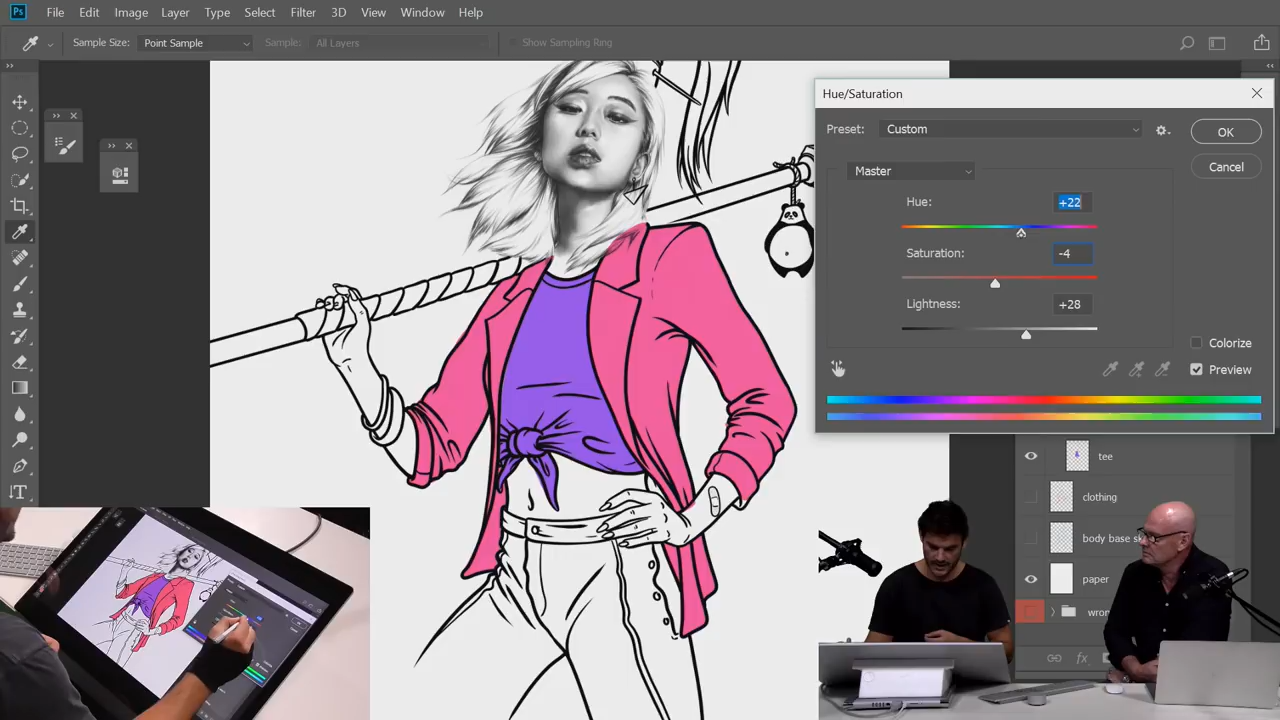 Ps File Edit Image Layer Type Select Filter 3D View Window Help
Sample Size: Point Sample Sample: All Layers Show Sampling Ring
Hue/Saturation
Preset: Custom OK
Master Cancel
Hue: +22
Saturation: -4
Lightness: +28
Colorize
Preview
tee
clothing
body base sk
paper
wron
fx